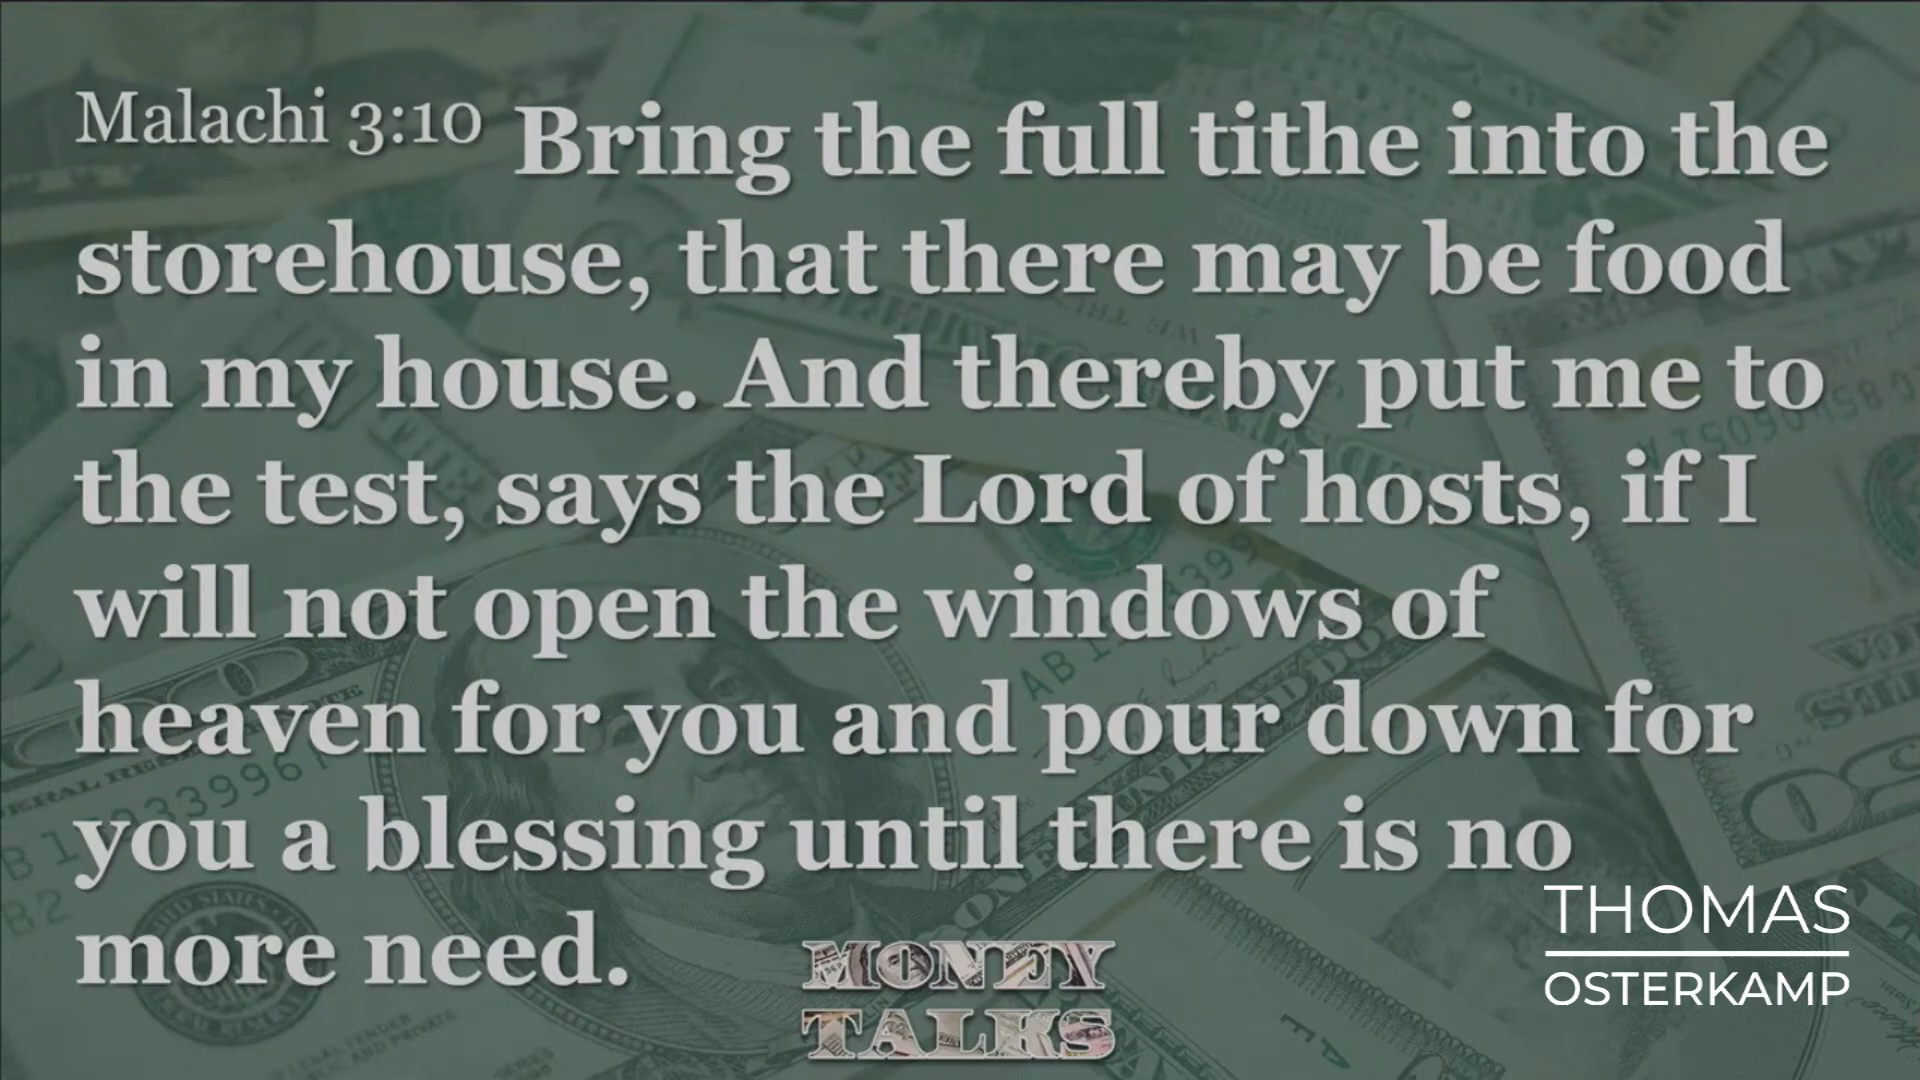 Malachi 3:10 Bring the full tithe into the
storehouse, that there may be food
in my house. And thereby put me to
the test, says the Lord of hosts, if I
will not open the windows of
heaven for you and pour down for
you a blessing until there is no
more need.
MONEY
TALKS
THOMAS
OSTERKAMP